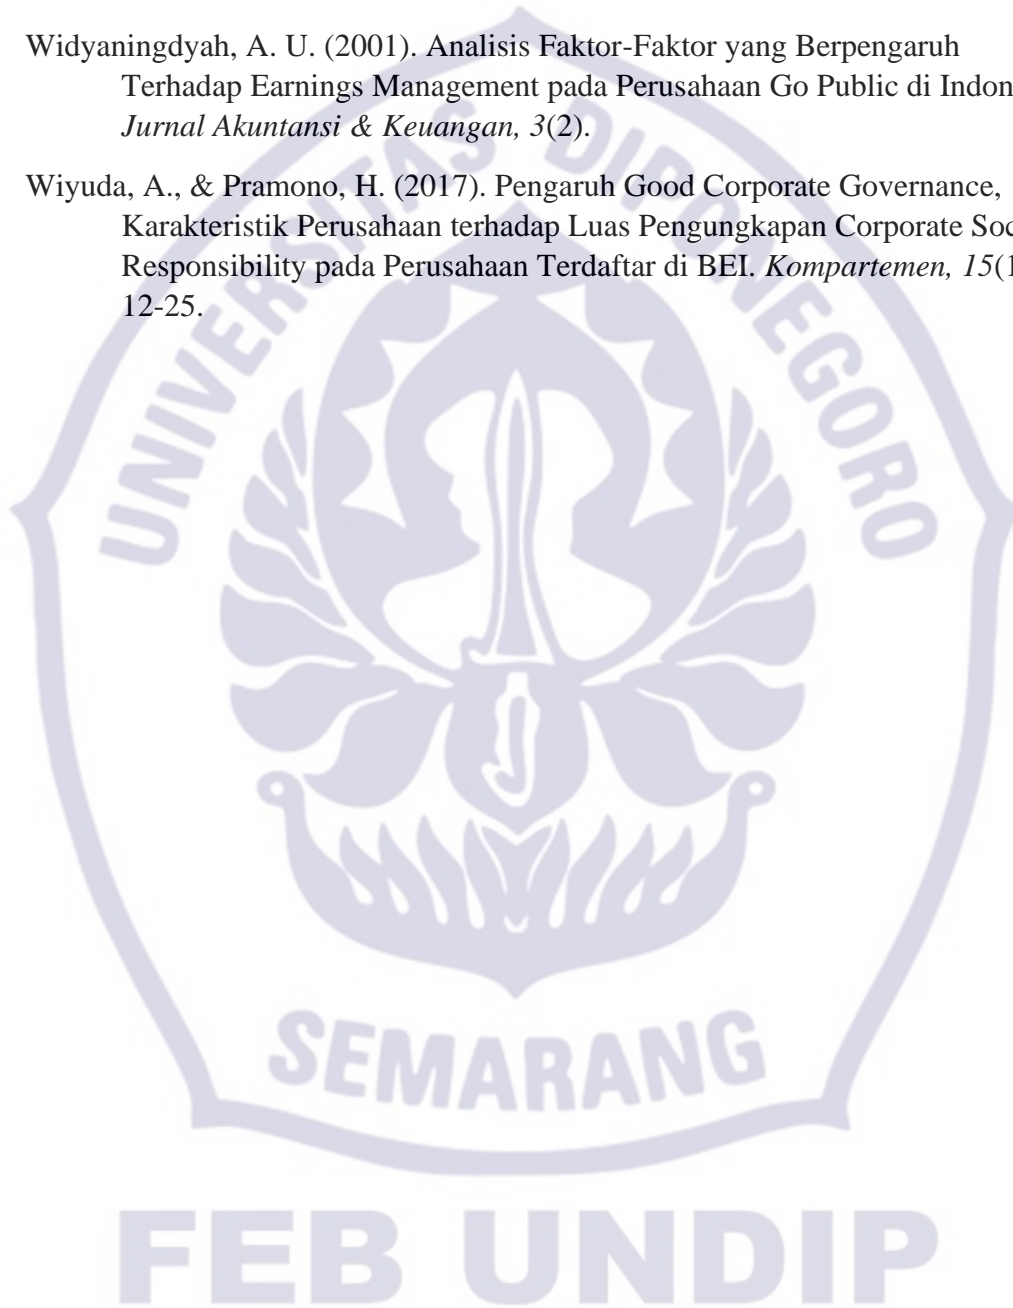 Widyaningdyah, A. U. (2001). Analisis Faktor-Faktor yang Berpengaruh
Terhadap Earnings Management pada Perusahaan Go Public di Indon
Jurnal Akuntansi & Keuangan, 3(2).
Wiyuda, A., & Pramono, H. (2017). Pengaruh Good Corporate Governance,
Karakteristik Perusahaan terhadap Luas Pengungkapan Corporate Soc
Responsibility pada Perusahaan Terdaftar di BEI. Kompartemen, 15(1
12-25.
UNIVERSITAS DIPONEGORO
SEMARANG
FEB UNDIP